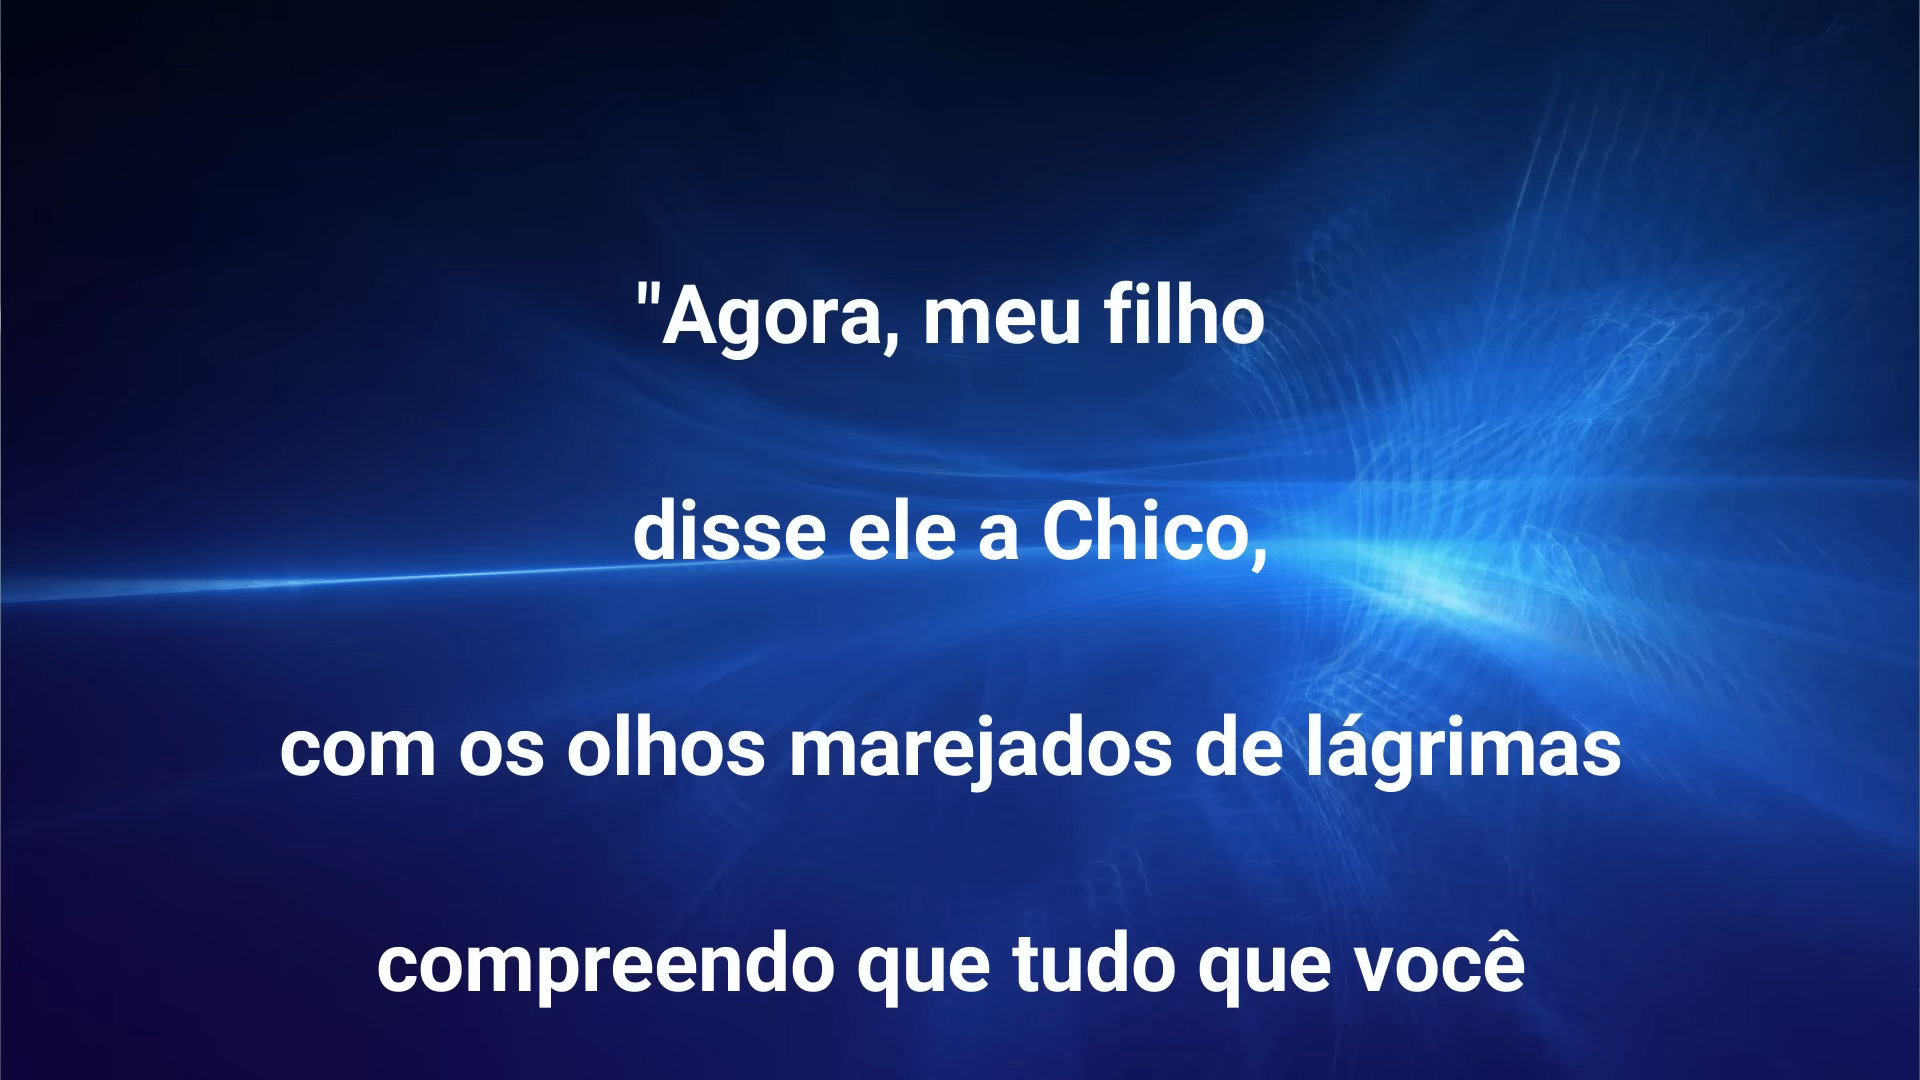 "Agora, meu filho
disse ele a Chico,
com os olhos marejados de lágrimas
compreendo que tudo que você